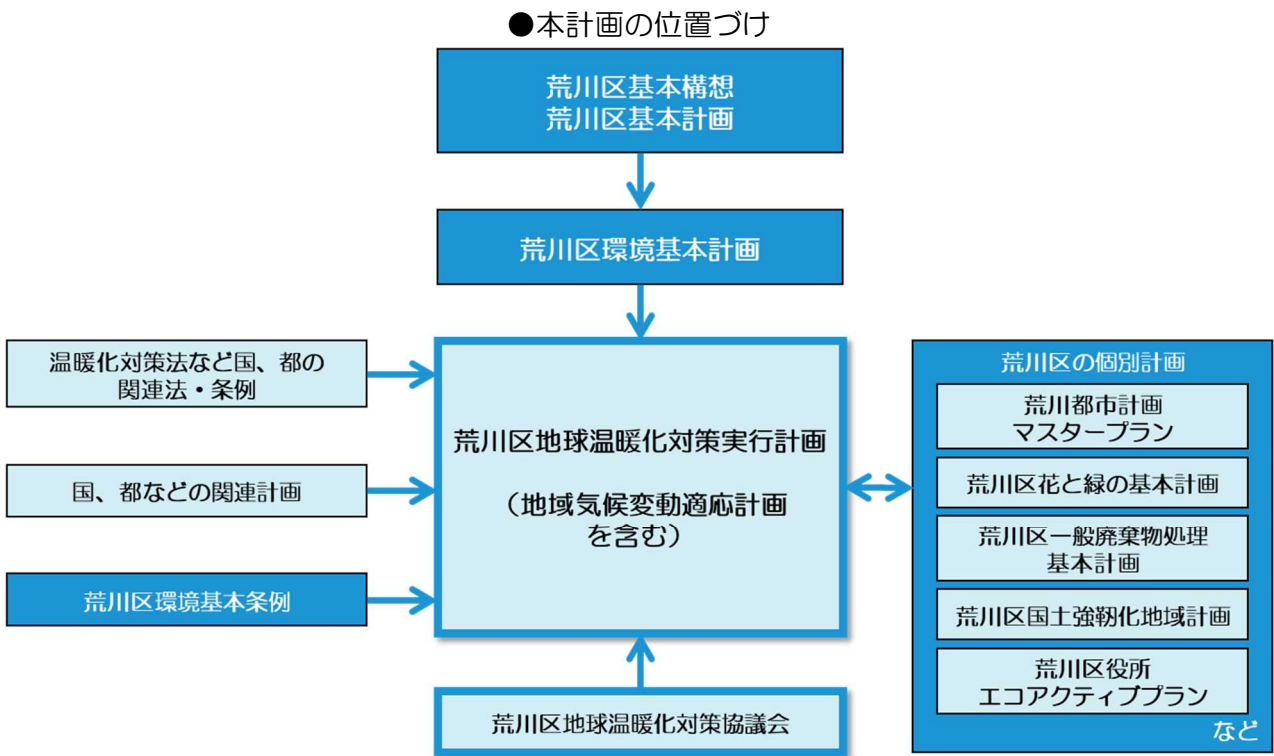 ●本計画の位置づけ
荒川区基本構想
荒川区基本計画
荒川区環境基本計画
温暖化対策法など国、都の
関連法・条例
国、都などの関連計画
荒川区環境基本条例
荒川区地球温暖化対策実行計画
（地域気候変動適応計画
を含む）
荒川区地球温暖化対策協議会
荒川区の個別計画
荒川都市計画
マスタープラン
荒川区花と緑の基本計画
荒川区一般廃棄物処理
基本計画
荒川区国土強靱化地域計画
荒川区役所
エコアクティブプラン
など